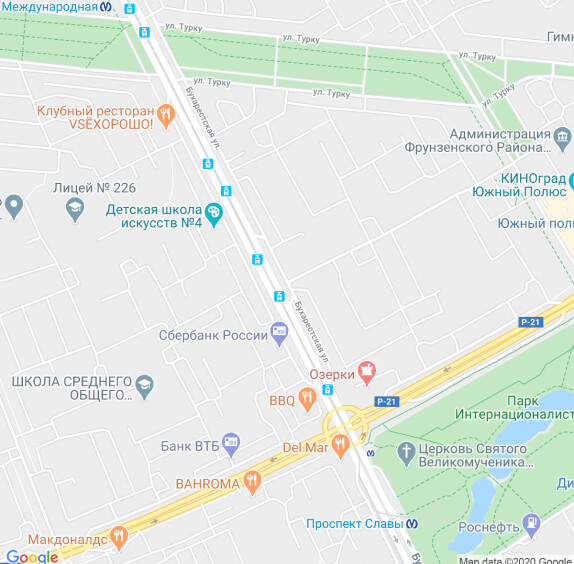 Международная
ул. Турку
Гимн
ул. Турку
ул. Турку
Бухарестская ул.
Клубный ресторан
VSEХОРОШО!
Администрация
Фрунзенского Района...
КИНОград
Южный Полюс
Лицей № 226
Детская школа
искусств №4
Южный пол
Бухарестская ул.
Р-21
Сбербанк России
Озерки
ШКОЛА СРЕДНЕГО
ОБЩЕГО...
BBQ
Р-21
Парк
Интернационалист
Банк ВТБ
Del Mar
З
Церковь Святого
Великомученика...
BAHROMA
Ди
Проспект Славы
Роснефть
Макдоналдс
Google
Бу
Map data ©2020 Google